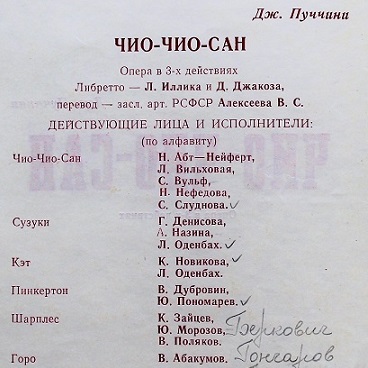 Дж. Пуччини
ЧИО-ЧИО-САН
Опера в 3-х действиях
Либретто — Л. Иллика и Д. Джакоза,
перевод — засл. арт. РСФСР Алексеева В. С.
ДЕЙСТВУЮЩИЕ ЛИЦА И ИСПОЛНИТЕЛИ:
(по алфавиту)
Чио-Чио-Сан Н. Абт—Нейферт,
Л. Вильховая,
С. Вульф,
Н. Нефедова,
С. Слуднова. ✓
Сузуки Г. Денисова,
А. Назина,
Л. Оденбах. ✓
Кэт К. Новикова, ✓
Л. Оденбах.
Пинкертон В. Дубровин,
Ю. Пономарев. ✓
Шарплес К. Зайцев,
Ю. Морозов, Беркович
В. Поляков.
Горо В. Абакумов. Гончаров